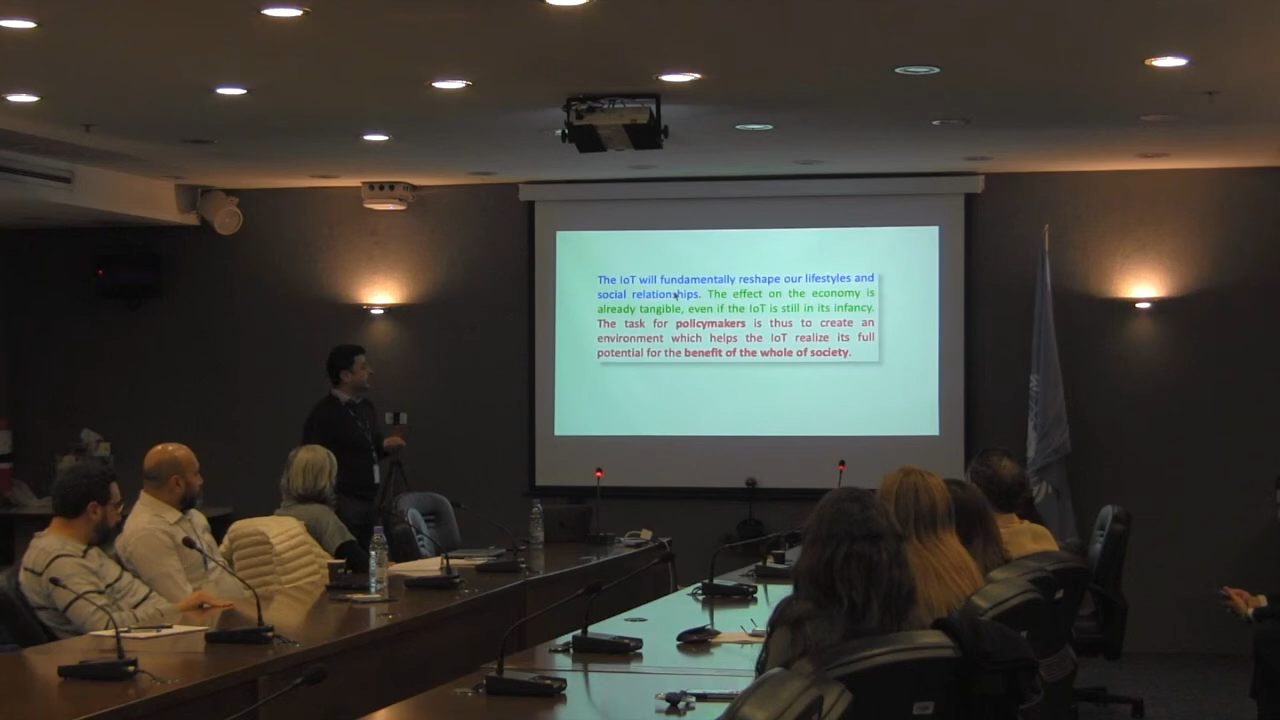 The IoT will fundamentally reshape our lifestyles and
social relationships. The effect on the economy is
already tangible, even if the IoT is still in its infancy.
The task for policymakers is thus to create an
environment which helps the IoT realize its full
potential for the benefit of the whole of society.